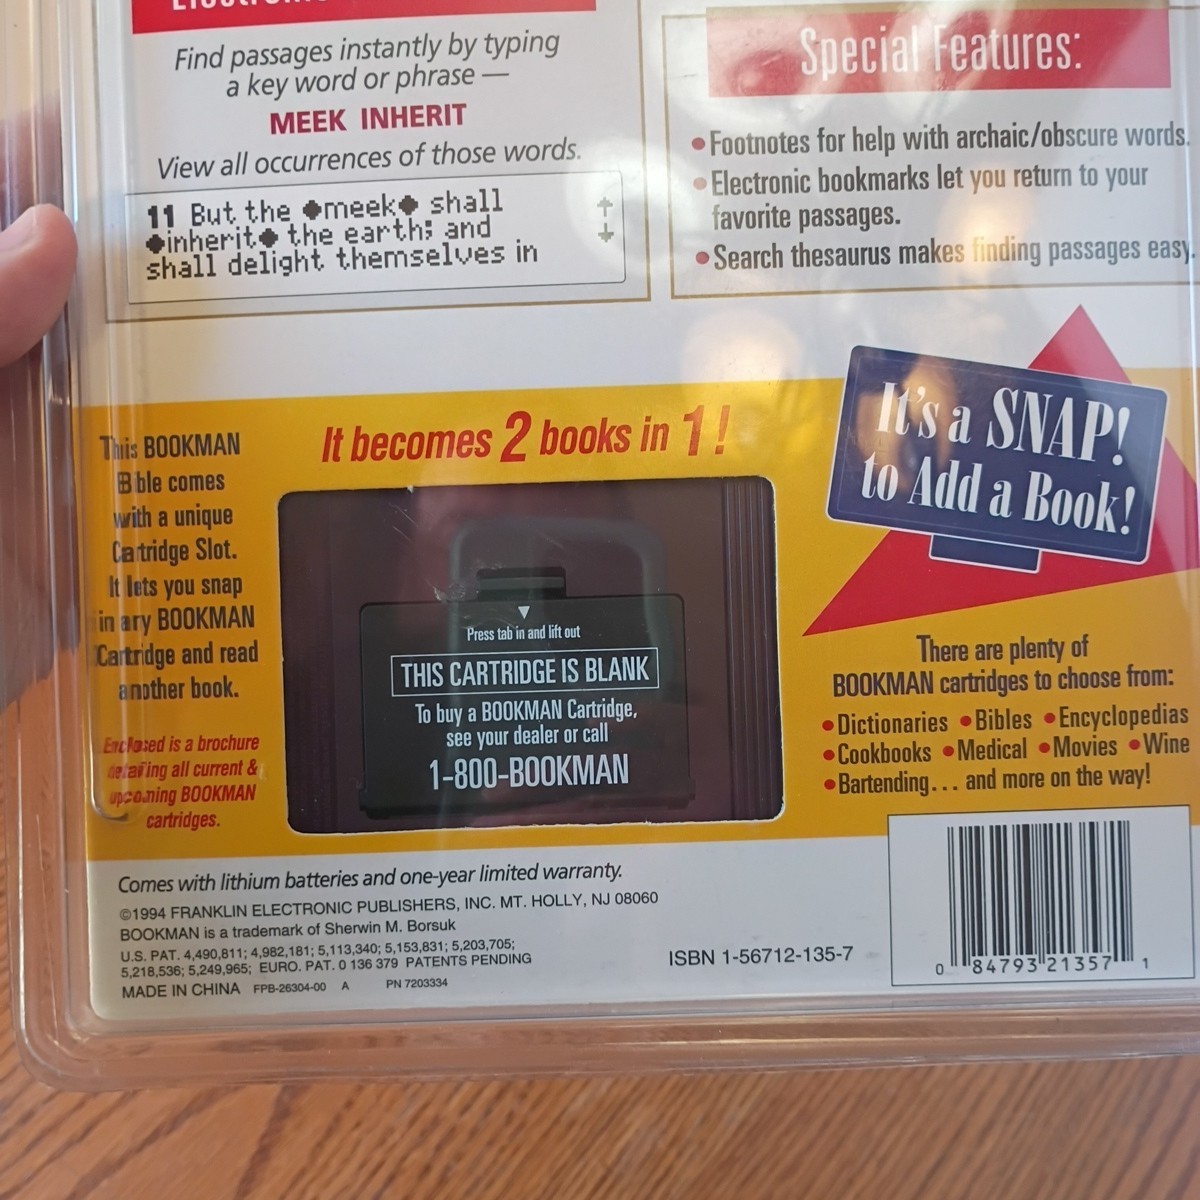 Find passages instantly by typing
a key word or phrase —
MEEK INHERIT
View all occurrences of those words.
11 But the ◆meek◆ shall
◆inherit◆ the earth; and
shall delight themselves in
Special Features:
• Footnotes for help with archaic/obscure words.
• Electronic bookmarks let you return to your
favorite passages.
• Search thesaurus makes finding passages easy.
This BOOKMAN
Bible comes
with a unique
Cartridge Slot.
It lets you snap
in any BOOKMAN
Cartridge and read
another book.
Enclosed is a brochure
detailing all current &
upcoming BOOKMAN
cartridges.
It becomes 2 books in 1!
Press tab in and lift out
THIS CARTRIDGE IS BLANK
To buy a BOOKMAN Cartridge,
see your dealer or call
1-800-BOOKMAN
It's a SNAP!
to Add a Book!
There are plenty of
BOOKMAN cartridges to choose from:
• Dictionaries • Bibles • Encyclopedias
• Cookbooks • Medical • Movies • Wine
• Bartending... and more on the way!
Comes with lithium batteries and one-year limited warranty.
©1994 FRANKLIN ELECTRONIC PUBLISHERS, INC. MT. HOLLY, NJ 08060
BOOKMAN is a trademark of Sherwin M. Borsuk
U.S. PAT. 4,490,811; 4,982,181; 5,113,340; 5,153,831; 5,203,705;
5,218,536; 5,249,965; EURO. PAT. 0 136 379 PATENTS PENDING
MADE IN CHINA FPB-26304-00 A PN 7203334
ISBN 1-56712-135-7
0 84793 21357 1